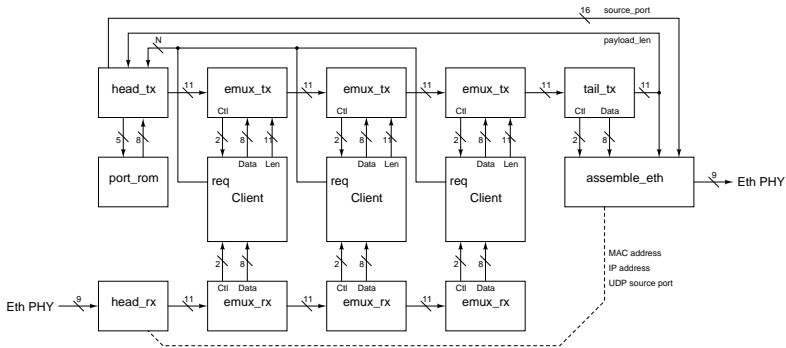 16 source_port
payload_len
N
head_tx 11 emux_tx 11 emux_tx 11 emux_tx 11 tail_tx 11
Ctl Ctl Ctl Ctl Data
5 8 2 8 11 2 8 11 2 8 11 2 8
Data Len Data Len Data Len
port_rom req req req assemble_eth 9 Eth PHY
Client Client Client
MAC address
2 8 2 8 2 8
IP address
Ctl Data Ctl Data Ctl Data
UDP source port
Eth PHY 9 head_rx 11 emux_rx 11 emux_rx 11 emux_rx